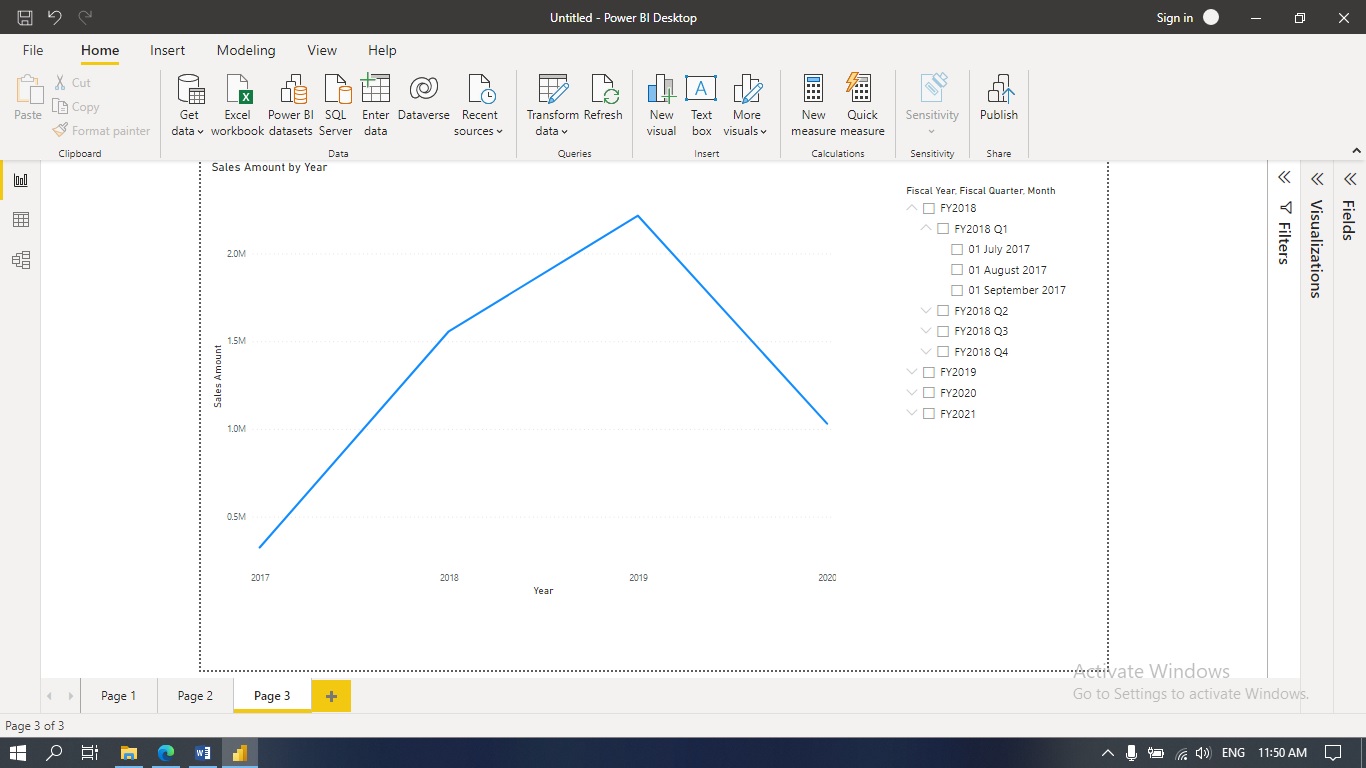 Untitled - Power BI Desktop
Sign in
File Home Insert Modeling View Help
Paste
Cut
Copy
Format painter
Clipboard
Get data
Excel workbook
Power BI datasets
SQL Server
Enter data
Dataverse
Recent sources
Data
Transform data
Refresh
Queries
New visual
Text box
More visuals
Insert
New measure
Quick measure
Calculations
Sensitivity
Sensitivity
Publish
Share
Sales Amount by Year
2.0M
1.5M
1.0M
0.5M
Sales Amount
2017 2018 2019 2020
Year
Fiscal Year, Fiscal Quarter, Month
FY2018
FY2018 Q1
01 July 2017
01 August 2017
01 September 2017
FY2018 Q2
FY2018 Q3
FY2018 Q4
FY2019
FY2020
FY2021
Filters
Visualizations
Fields
Activate Windows
Go to Settings to activate Windows.
Page 1 Page 2 Page 3
Page 3 of 3
ENG 11:50 AM